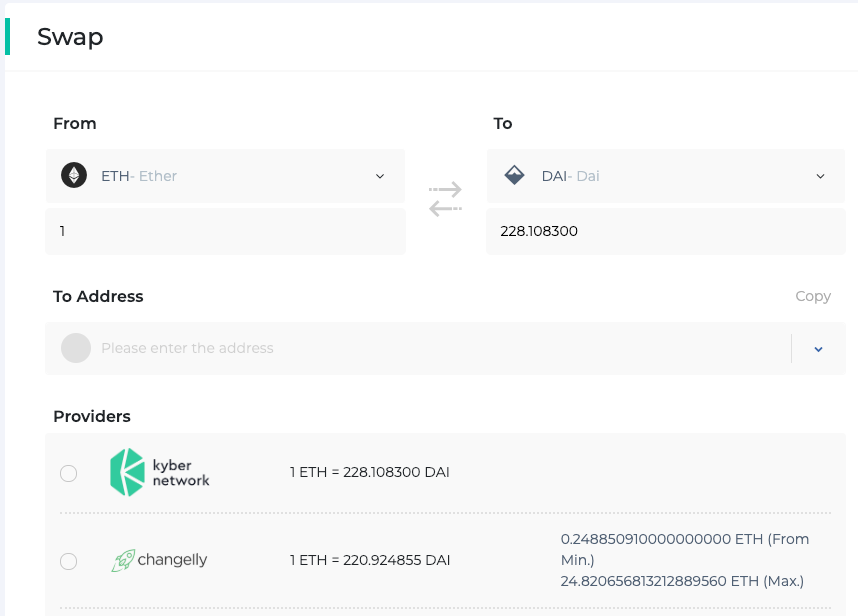 Swap
From
To
ETH- Ether
DAI- Dai
1
228.108300
To Address
Copy
Please enter the address
Providers
kyber
network
1 ETH = 228.108300 DAI
changelly
1 ETH = 220.924855 DAI
0.248850910000000000 ETH (From
Min.)
24.820656813212889560 ETH (Max.)